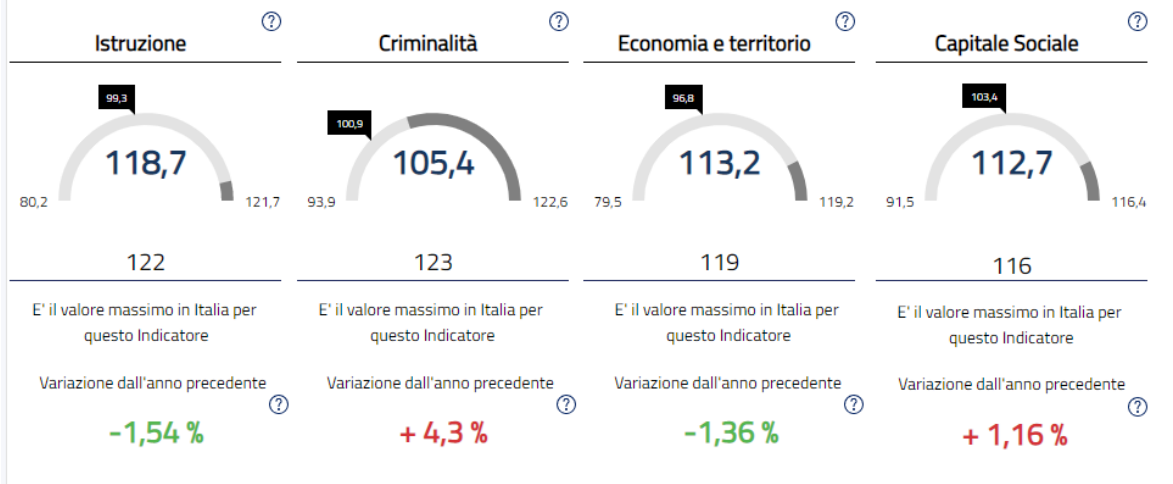 Istruzione
?
99,3
118,7
80,2
121,7
122
E' il valore massimo in Italia per
questo Indicatore
Variazione dall'anno precedente
?
-1,54 %
Criminalità
?
100,9
105,4
93,9
122,6
123
E' il valore massimo in Italia per
questo Indicatore
Variazione dall'anno precedente
?
+ 4,3 %
Economia e territorio
?
96,8
113,2
79,5
119,2
119
E' il valore massimo in Italia per
questo Indicatore
Variazione dall'anno precedente
?
-1,36 %
Capitale Sociale
?
103,4
112,7
91,5
116,4
116
E' il valore massimo in Italia per
questo Indicatore
Variazione dall'anno precedente
?
+ 1,16 %